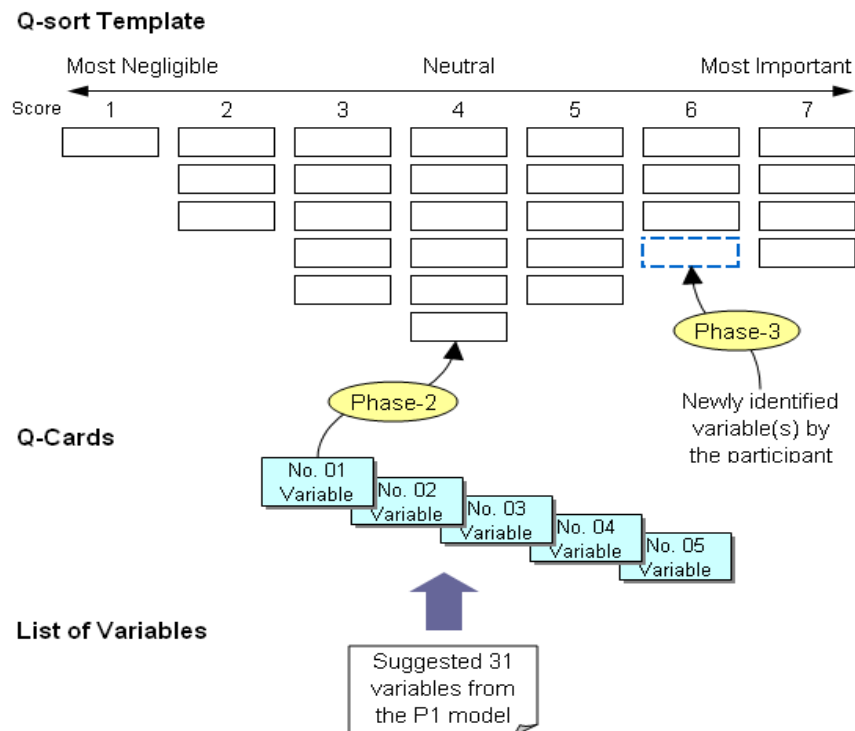 Q-sort Template
Most Negligible Neutral Most Important
Score 1 2 3 4 5 6 7
Phase-3
Phase-2
Newly identified
variable(s) by
the participant
Q-Cards
No. 01
Variable
No. 02
Variable
No. 03
Variable
No. 04
Variable
No. 05
Variable
List of Variables
Suggested 31
variables from
the P1 model